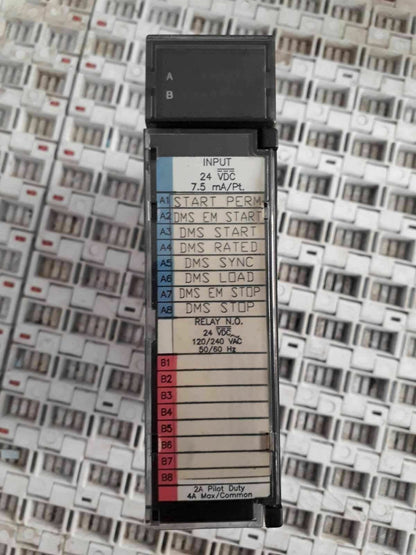 A
B
INPUT
24 VDC
7.5 mA/Pt.
A1 START PERM
A2 DMS EM START
A3 DMS START
A4 DMS RATED
A5 DMS SYNC
A6 DMS LOAD
A7 DMS EM STOP
A8 DMS STOP
RELAY N.O.
24 VDC,
120/240 VAC
50/60 Hz
B1
B2
B3
B4
B5
B6
B7
B8
2A Pilot Duty
4A Max/Common